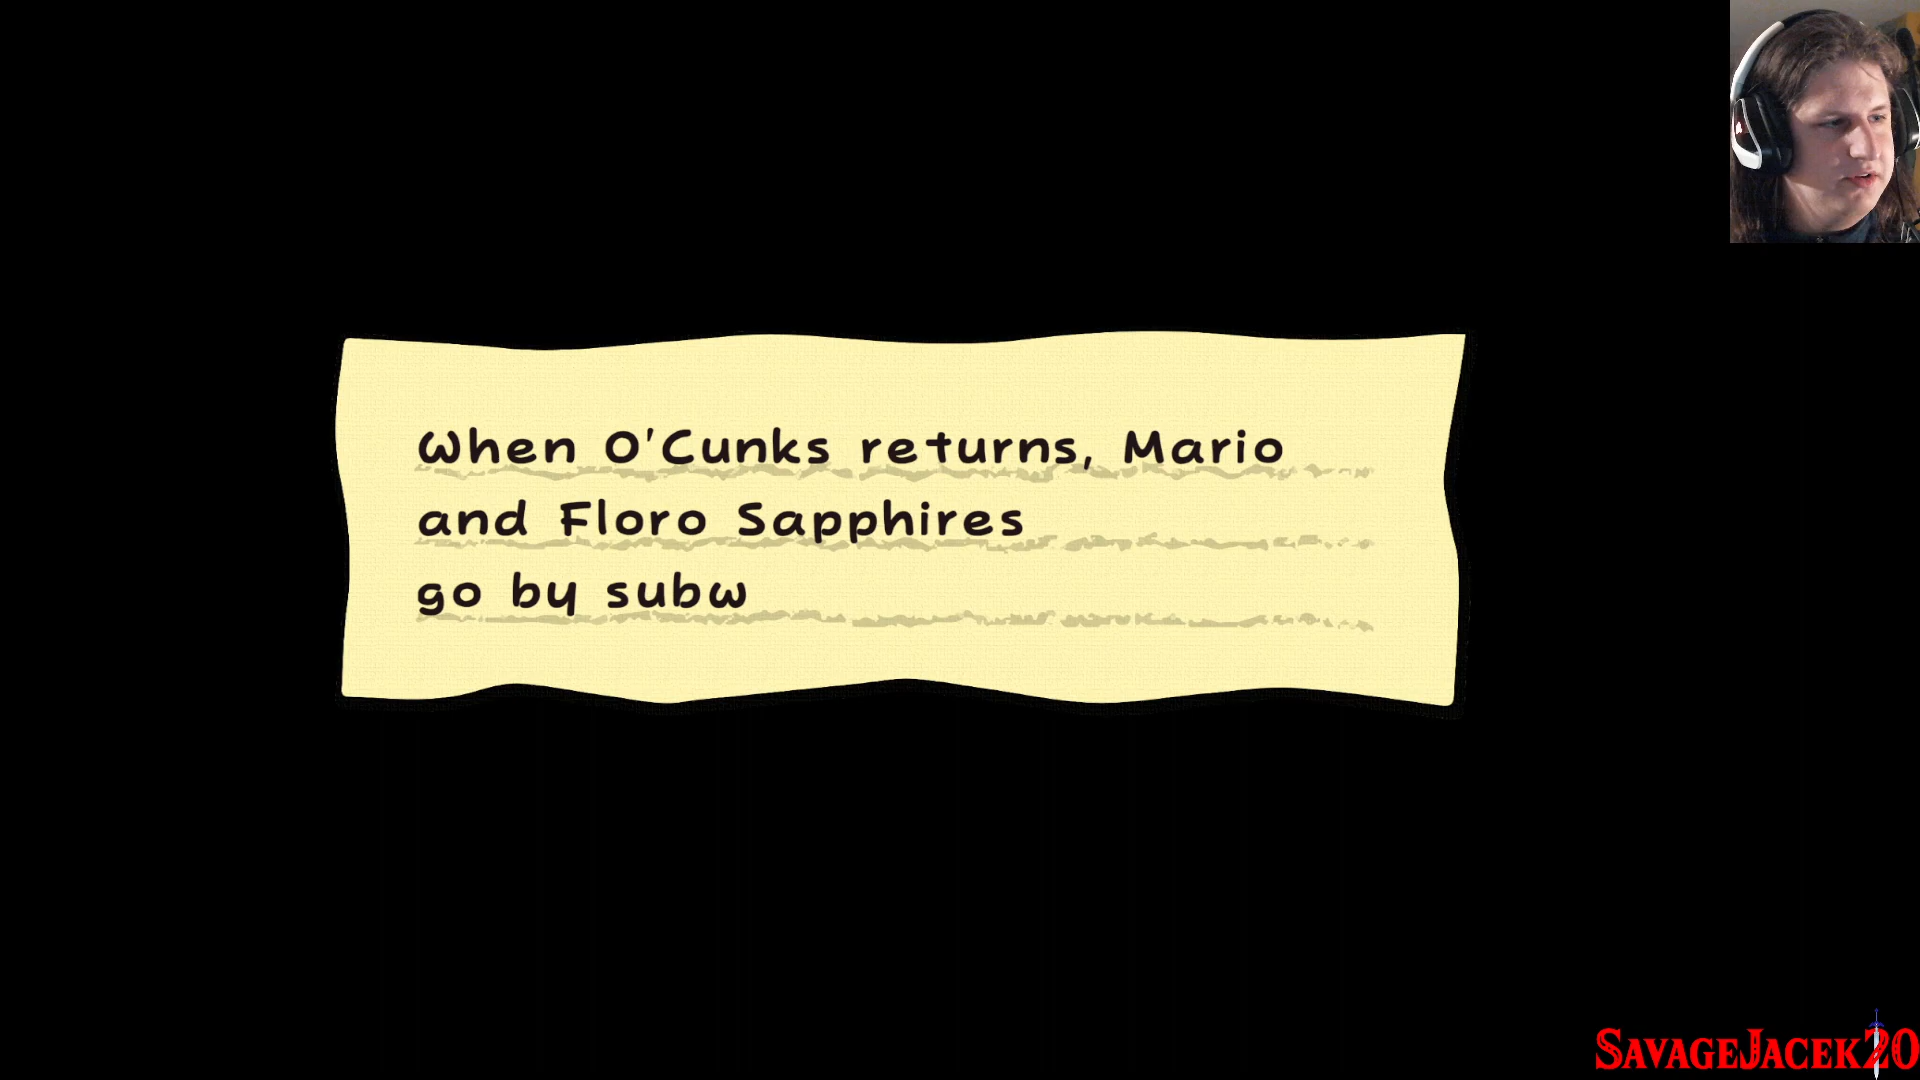 When O'Cunks returns, Mario
and Floro Sapphires
go by subw
SavageJacek20